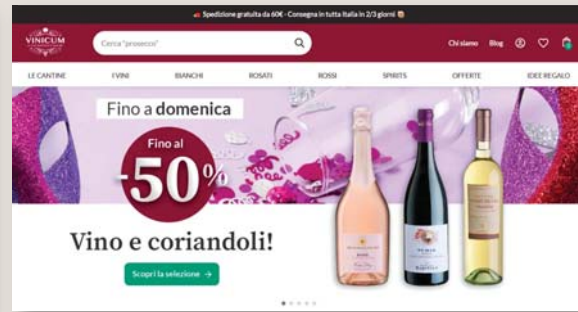 Spedizione gratuita da 60€ - Consegna in tutta Italia in 2/3 giorni
VINICUM
Cerca "prosecco"
Chi siamo Blog
LE CANTINE I VINI BIANCHI ROSATI ROSSI SPIRITS OFFERTE IDEE REGALO
Fino a domenica
Fino al
-50%
Vino e coriandoli!
Scopri la selezione →